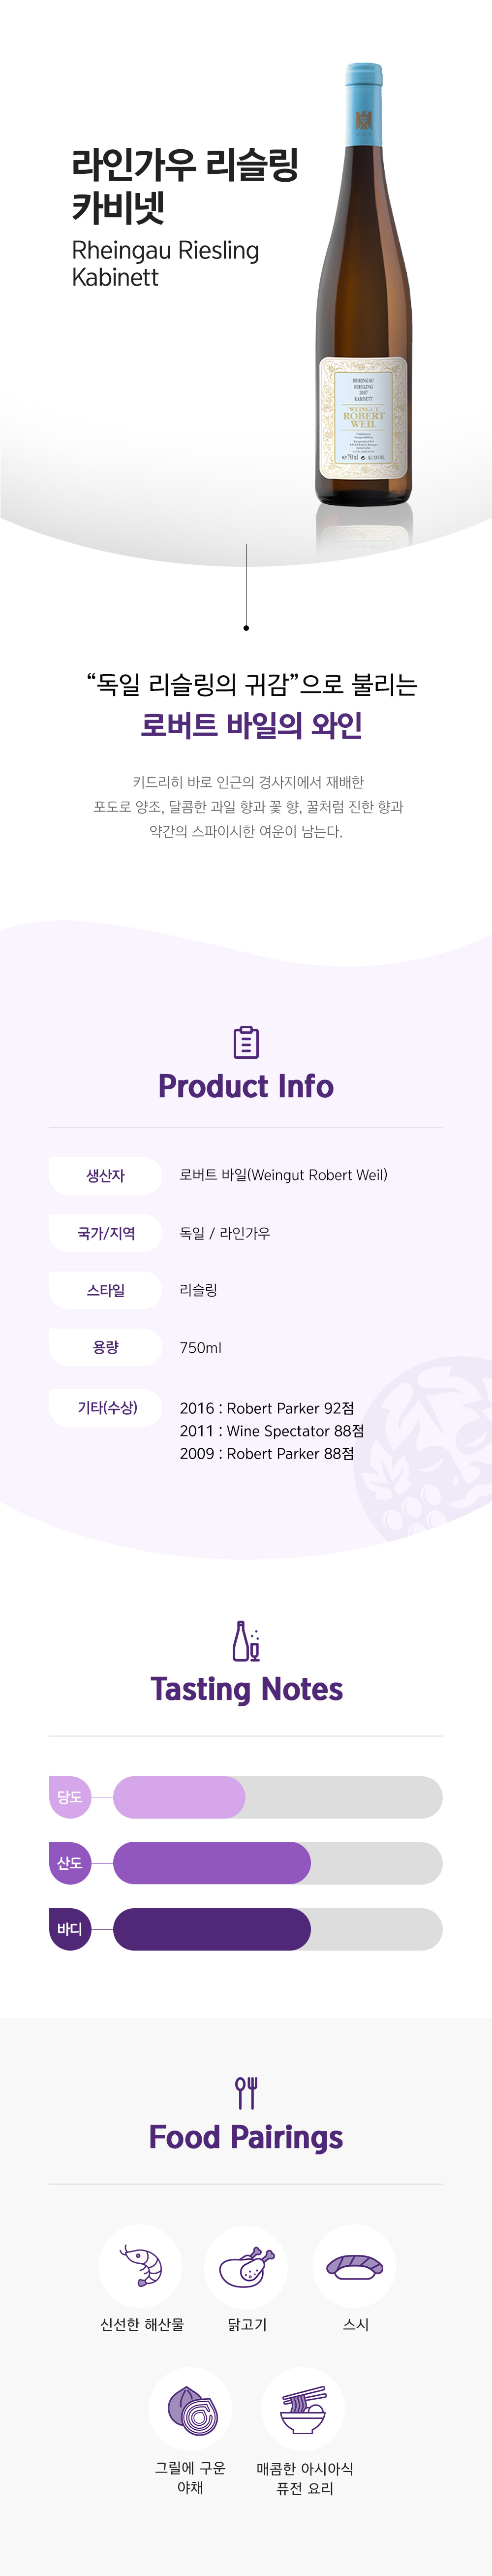 라인가우 리슬링
카비넷
Rheingau Riesling
Kabinett
RHEINGAU
RIESLING
2007
KABINETT
WEINGUT
ROBERT
WEIL
750 ml
“독일 리슬링의 귀감”으로 불리는
로버트 바일의 와인
키드리히 바로 인근의 경사지에서 재배한
포도로 양조, 달콤한 과일 향과 꽃 향, 꿀처럼 진한 향과
약간의 스파이시한 여운이 남는다.
Product Info
생산자 로버트 바일(Weingut Robert Weil)
국가/지역 독일 / 라인가우
스타일 리슬링
용량 750ml
기타(수상) 2016 : Robert Parker 92점
2011 : Wine Spectator 88점
2009 : Robert Parker 88점
Tasting Notes
당도
산도
바디
Food Pairings
신선한 해산물 닭고기 스시
그릴에 구운
야채
매콤한 아시아식
퓨전 요리